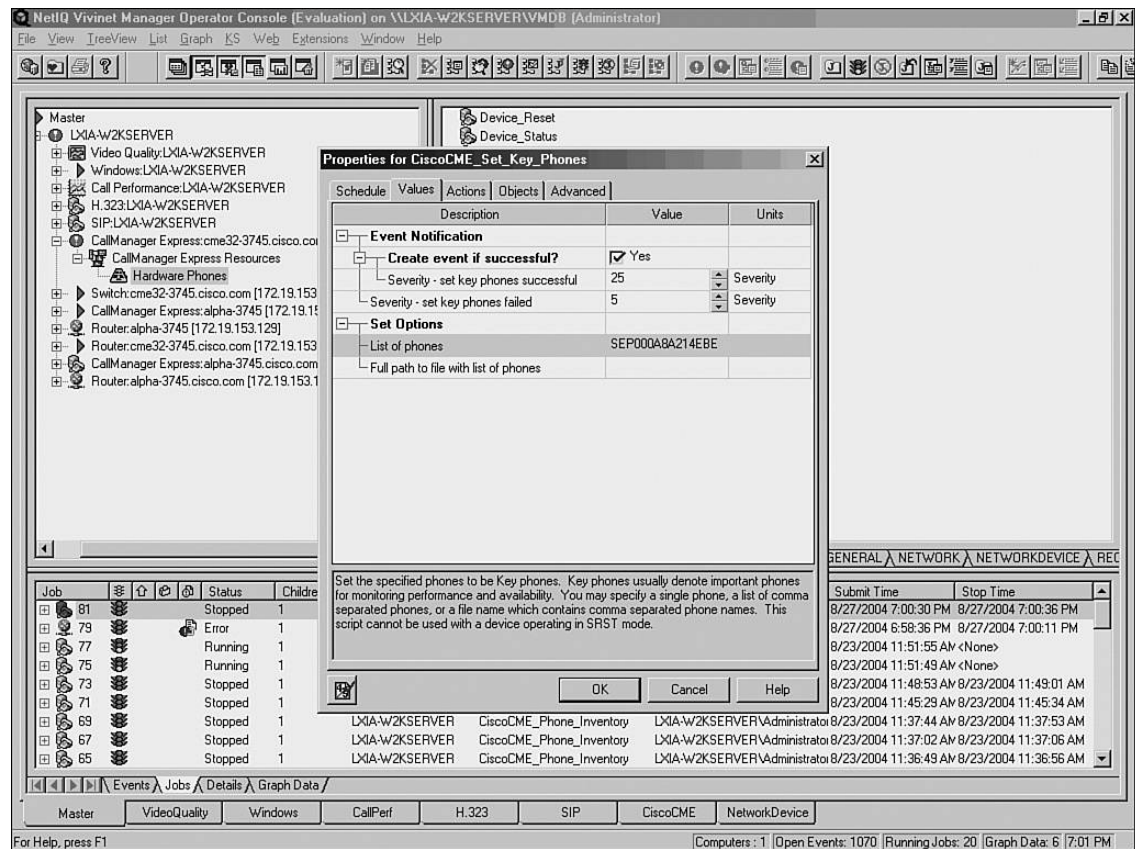 NetIQ Vivinet Manager Operator Console (Evaluation) on \\LXIA-W2KSERVER\VMDB (Administrator)
File View TreeView List Graph KS Web Extensions Window Help
Master
LXIA-W2KSERVER
Video Quality:LXIA-W2KSERVER
Windows:LXIA-W2KSERVER
Call Performance:LXIA-W2KSERVER
H.323:LXIA-W2KSERVER
SIP:LXIA-W2KSERVER
CallManager Express:cme32-3745.cisco.co
CallManager Express Resources
Hardware Phones
Switch:cme32-3745.cisco.com [172.19.153
CallManager Express:alpha-3745 [172.19.15
Router:alpha-3745 [172.19.153.129]
Router:cme32-3745.cisco.com [172.19.153
CallManager Express:alpha-3745.cisco.com
Router:alpha-3745.cisco.com [172.19.153.1
Device_Reset
Device_Status
Properties for CiscoCME_Set_Key_Phones
Schedule Values Actions Objects Advanced
Description Value Units
Event Notification
Create event if successful? Yes
Severity - set key phones successful 25 Severity
Severity - set key phones failed 5 Severity
Set Options
List of phones SEP000A8A214EBE
Full path to file with list of phones
Set the specified phones to be Key phones. Key phones usually denote important phones
for monitoring performance and availability. You may specify a single phone, a list of comma
separated phones, or a file name which contains comma separated phone names. This
script cannot be used with a device operating in SRST mode.
OK Cancel Help
GENERAL NETWORK NETWORKDEVICE REC
Job Status Childre Submit Time Stop Time
81 Stopped 1 8/27/2004 7:00:30 PM 8/27/2004 7:00:36 PM
79 Error 1 8/27/2004 6:58:36 PM 8/27/2004 7:00:11 PM
77 Running 1 8/23/2004 11:51:55 AM <None>
75 Running 1 8/23/2004 11:51:49 AM <None>
73 Stopped 1 8/23/2004 11:48:53 AM 8/23/2004 11:49:01 AM
71 Stopped 1 8/23/2004 11:45:29 AM 8/23/2004 11:45:34 AM
69 Stopped 1 LXIA-W2KSERVER CiscoCME_Phone_Inventory LXIA-W2KSERVER\Administrator 8/23/2004 11:37:44 AM 8/23/2004 11:37:53 AM
67 Stopped 1 LXIA-W2KSERVER CiscoCME_Phone_Inventory LXIA-W2KSERVER\Administrator 8/23/2004 11:37:02 AM 8/23/2004 11:37:06 AM
65 Stopped 1 LXIA-W2KSERVER CiscoCME_Phone_Inventory LXIA-W2KSERVER\Administrator 8/23/2004 11:36:49 AM 8/23/2004 11:36:56 AM
Events Jobs Details Graph Data
Master VideoQuality Windows CallPerf H.323 SIP CiscoCME NetworkDevice
For Help, press F1 Computers : 1 Open Events: 1070 Running Jobs: 20 Graph Data: 6 7:01 PM